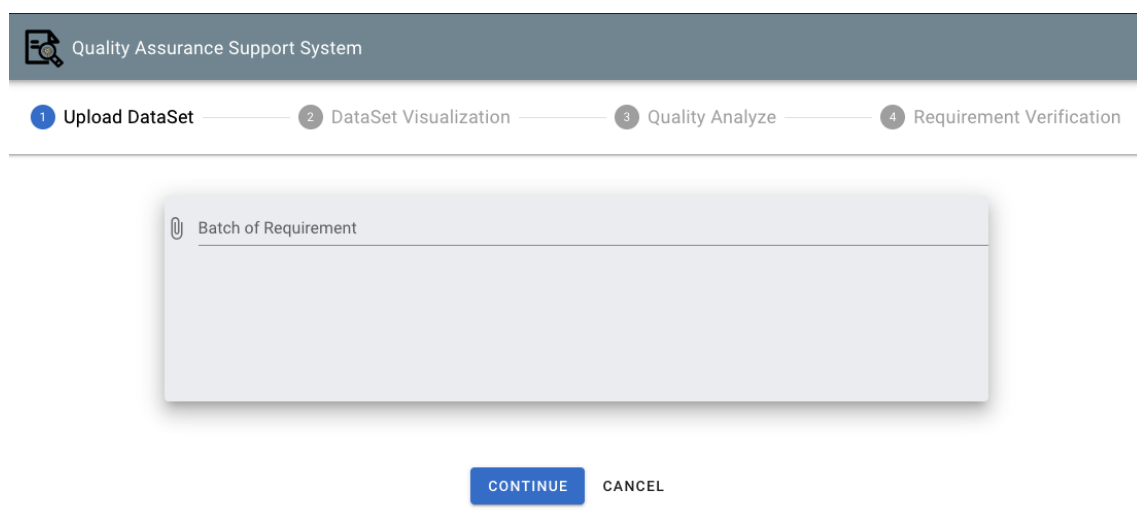 Quality Assurance Support System
1 Upload DataSet 2 DataSet Visualization 3 Quality Analyze 4 Requirement Verification
Batch of Requirement
CONTINUE CANCEL